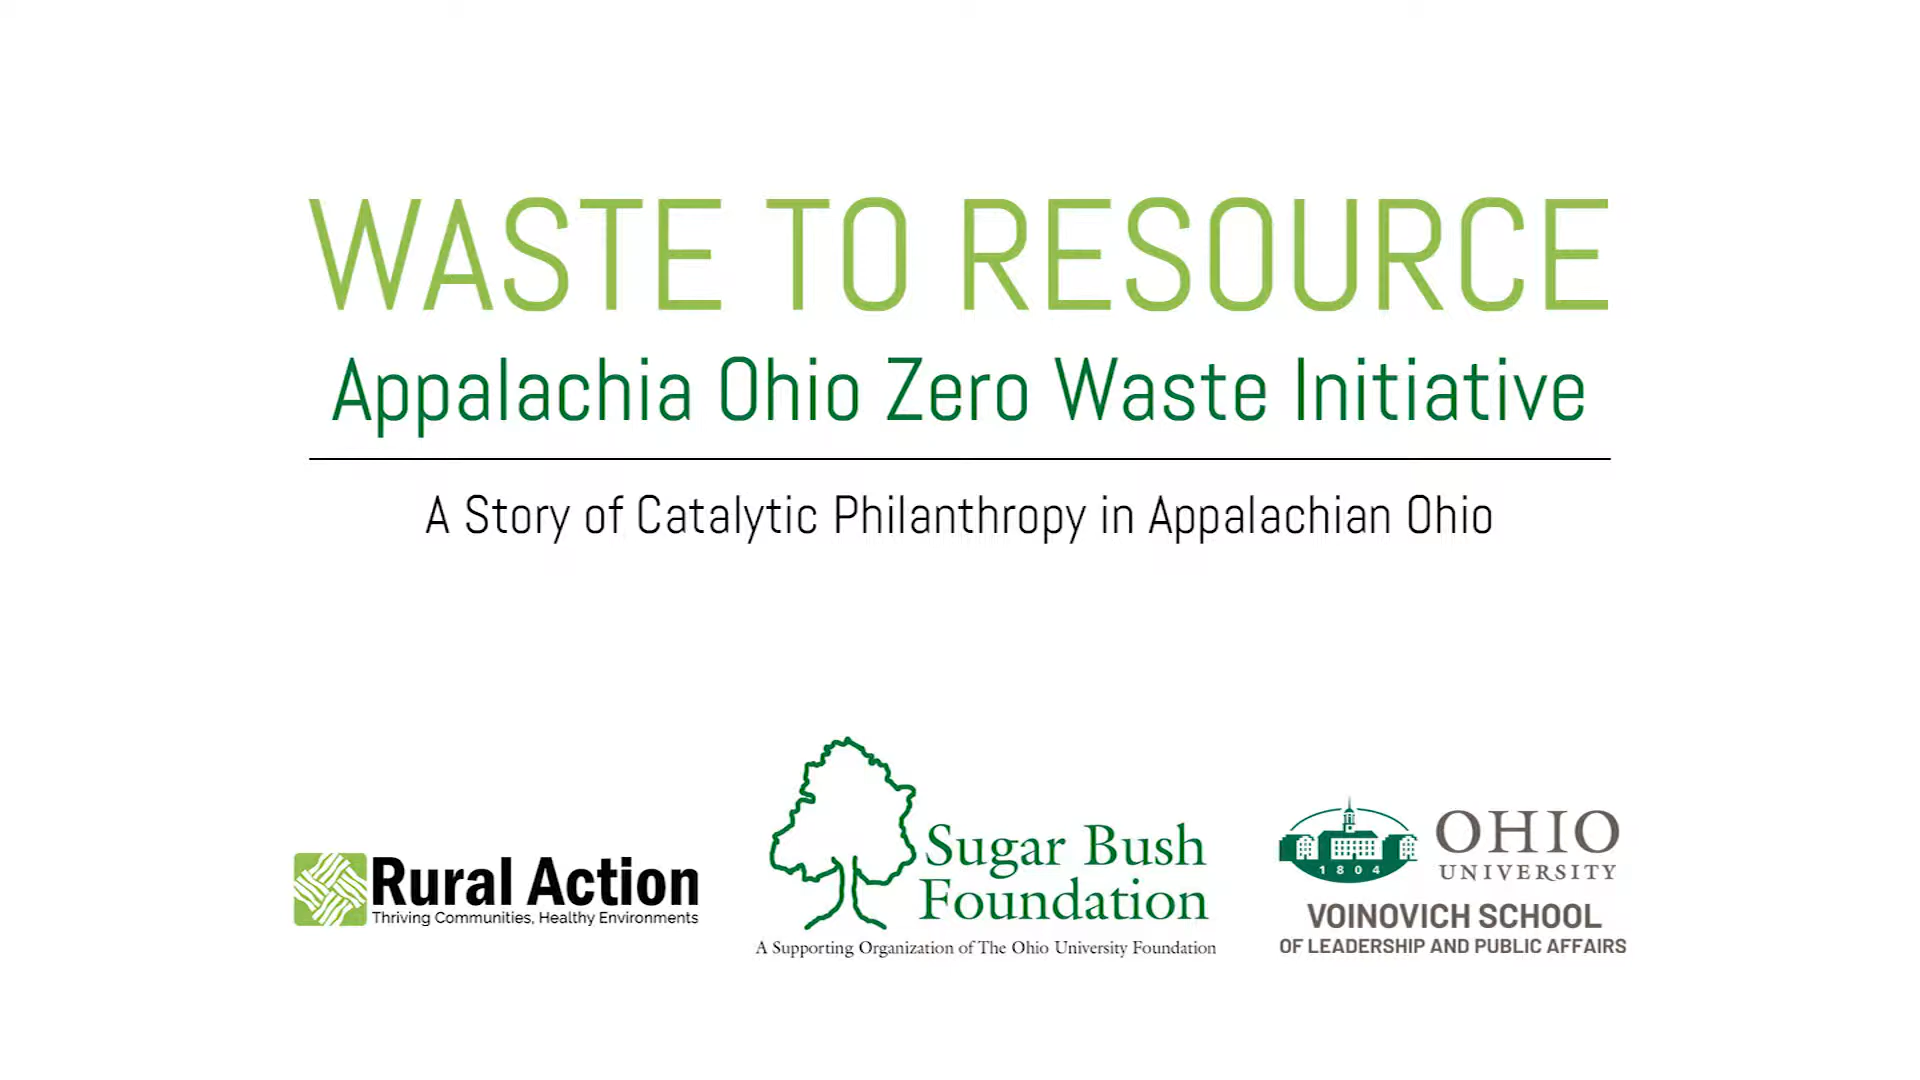 WASTE TO RESOURCE
Appalachia Ohio Zero Waste Initiative
A Story of Catalytic Philanthropy in Appalachian Ohio
Rural Action
Thriving Communities, Healthy Environments
Sugar Bush
Foundation
A Supporting Organization of The Ohio University Foundation
1804
OHIO
UNIVERSITY
VOINOVICH SCHOOL
OF LEADERSHIP AND PUBLIC AFFAIRS